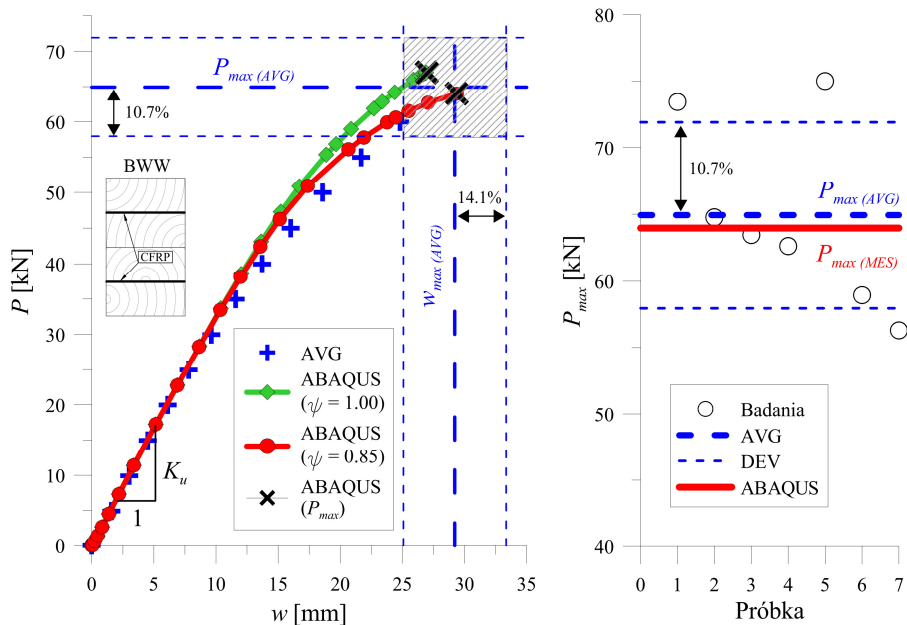 P [kN]
70
60
50
40
30
20
10
0
P max (AVG)
10.7%
BWW
CFRP
14.1%
w max (AVG)
AVG
ABAQUS
(ψ = 1.00)
ABAQUS
(ψ = 0.85)
ABAQUS
(P max)
K u
1
0 5 10 15 20 25 30 35
w [mm]
P max [kN]
80
70
60
50
40
10.7%
P max (AVG)
P max (MES)
Badania
AVG
DEV
ABAQUS
0 1 2 3 4 5 6 7
Próbka